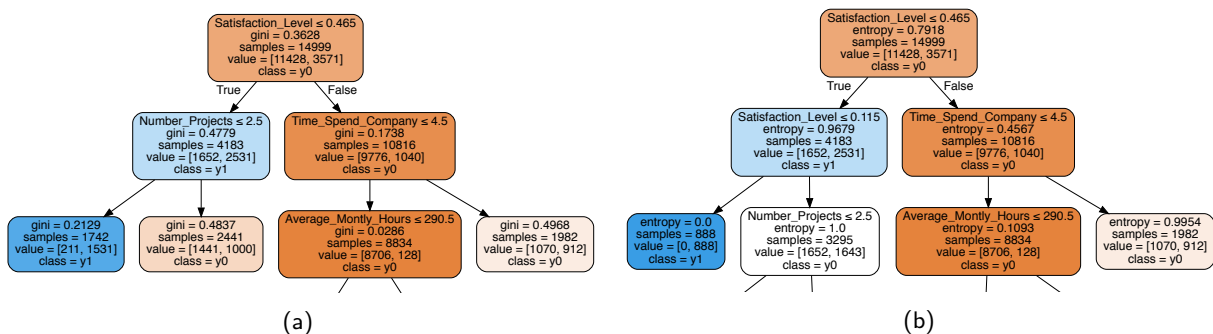 Satisfaction_Level ≤ 0.465
gini = 0.3628
samples = 14999
value = [11428, 3571]
class = y0
True
False
Number_Projects ≤ 2.5
gini = 0.4779
samples = 4183
value = [1652, 2531]
class = y1
Time_Spend_Company ≤ 4.5
gini = 0.1738
samples = 10816
value = [9776, 1040]
class = y0
gini = 0.2129
samples = 1742
value = [211, 1531]
class = y1
gini = 0.4837
samples = 2441
value = [1441, 1000]
class = y0
Average_Montly_Hours ≤ 290.5
gini = 0.0286
samples = 8834
value = [8706, 128]
class = y0
gini = 0.4968
samples = 1982
value = [1070, 912]
class = y0
(a)
Satisfaction_Level ≤ 0.465
entropy = 0.7918
samples = 14999
value = [11428, 3571]
class = y0
True
False
Satisfaction_Level ≤ 0.115
entropy = 0.9679
samples = 4183
value = [1652, 2531]
class = y1
Time_Spend_Company ≤ 4.5
entropy = 0.4567
samples = 10816
value = [9776, 1040]
class = y0
entropy = 0.0
samples = 888
value = [0, 888]
class = y1
Number_Projects ≤ 2.5
entropy = 1.0
samples = 3295
value = [1652, 1643]
class = y0
Average_Montly_Hours ≤ 290.5
entropy = 0.1093
samples = 8834
value = [8706, 128]
class = y0
entropy = 0.9954
samples = 1982
value = [1070, 912]
class = y0
(b)